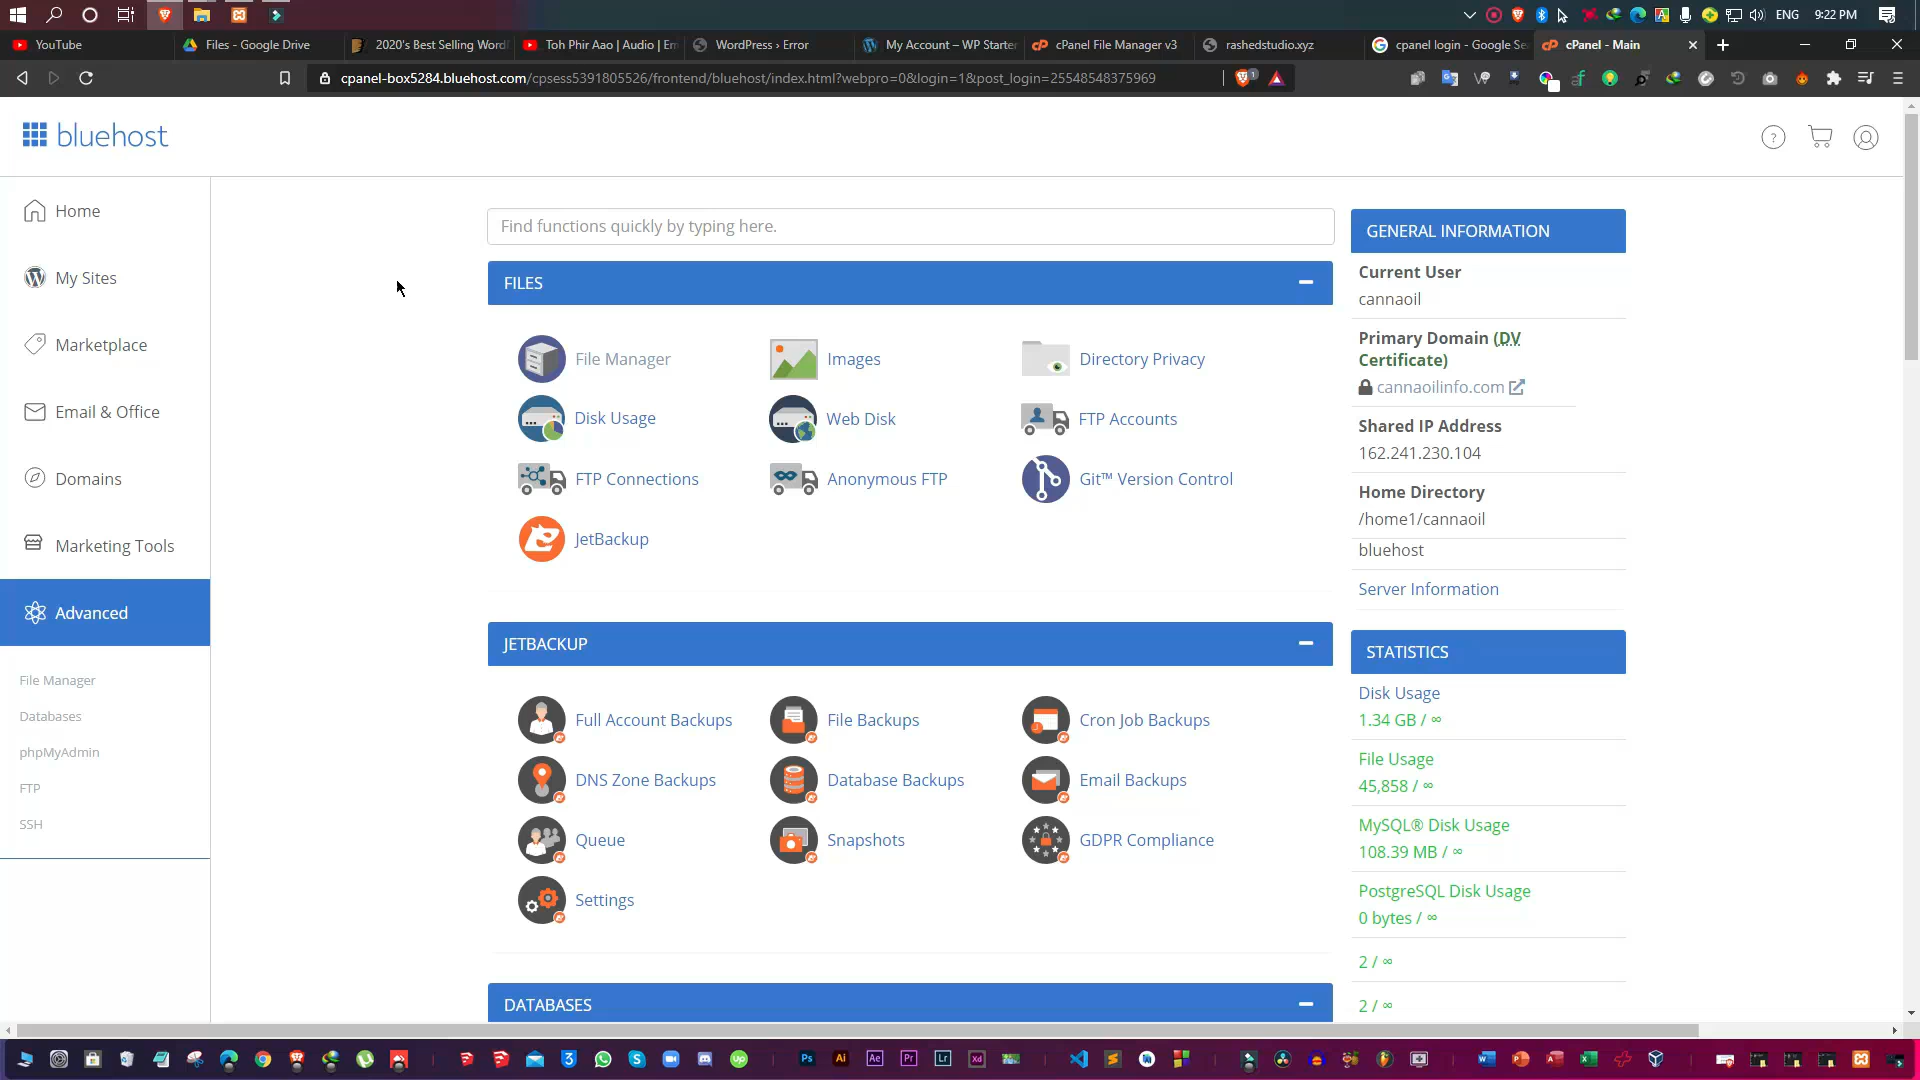 ENG
9:22 PM
YouTube
Files - Google Drive
2020's Best Selling Word
Toh Phir Aao | Audio | Em
WordPress › Error
My Account – WP Starter
cPanel File Manager v3
rashedstudio.xyz
cpanel login - Google Se
cPanel - Main
cpanel-box5284.bluehost.com/cpsess5391805526/frontend/bluehost/index.html?webpro=0&login=1&post_login=25548548375969
bluehost
Home
My Sites
Marketplace
Email & Office
Domains
Marketing Tools
Advanced
File Manager
Databases
phpMyAdmin
FTP
SSH
Find functions quickly by typing here.
FILES
File Manager
Images
Directory Privacy
Disk Usage
Web Disk
FTP Accounts
FTP Connections
Anonymous FTP
Git™ Version Control
JetBackup
JETBACKUP
Full Account Backups
File Backups
Cron Job Backups
DNS Zone Backups
Database Backups
Email Backups
Queue
Snapshots
GDPR Compliance
Settings
DATABASES
GENERAL INFORMATION
Current User
cannaoil
Primary Domain (DV
Certificate)
cannaoilinfo.com
Shared IP Address
162.241.230.104
Home Directory
/home1/cannaoil
bluehost
Server Information
STATISTICS
Disk Usage
1.34 GB / ∞
File Usage
45,858 / ∞
MySQL® Disk Usage
108.39 MB / ∞
PostgreSQL Disk Usage
0 bytes / ∞
2 / ∞
2 / ∞